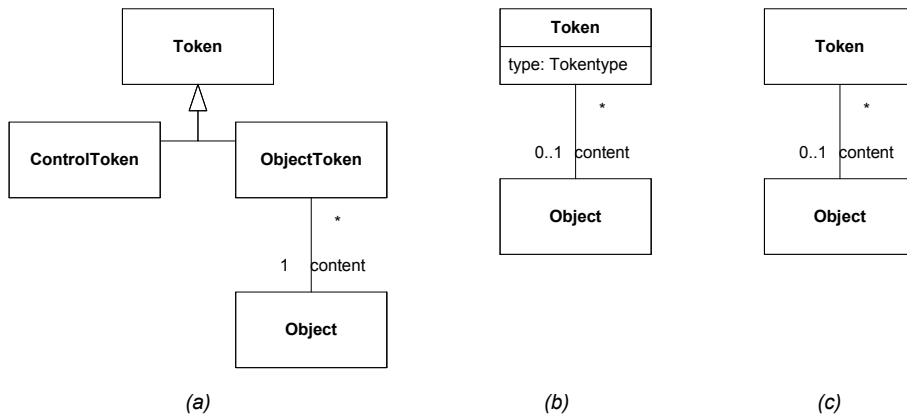 Token
ControlToken
ObjectToken
*
1 content
Object
(a)
Token
type: Tokentype
*
0..1 content
Object
(b)
Token
*
0..1 content
Object
(c)